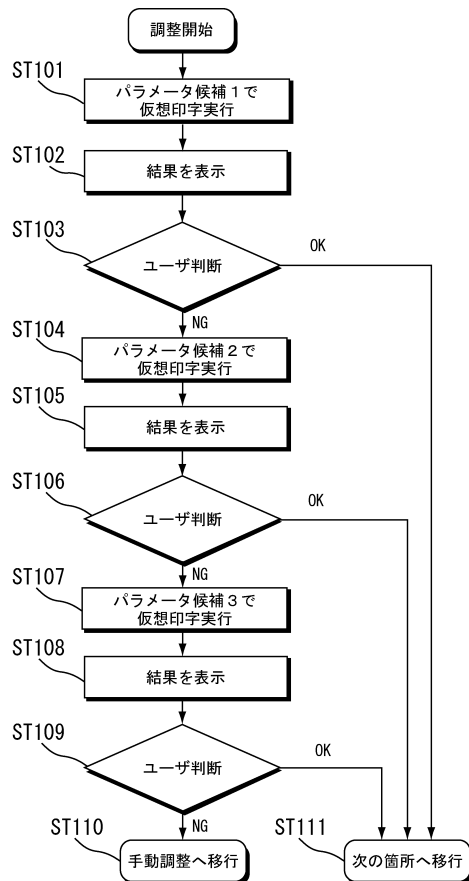 調整開始
ST101
パラメータ候補１で
仮想印字実行
ST102
結果を表示
ST103
ユーザ判断
OK
NG
ST104
パラメータ候補２で
仮想印字実行
ST105
結果を表示
ST106
ユーザ判断
OK
NG
ST107
パラメータ候補３で
仮想印字実行
ST108
結果を表示
ST109
ユーザ判断
OK
NG
ST110
手動調整へ移行
ST111
次の箇所へ移行